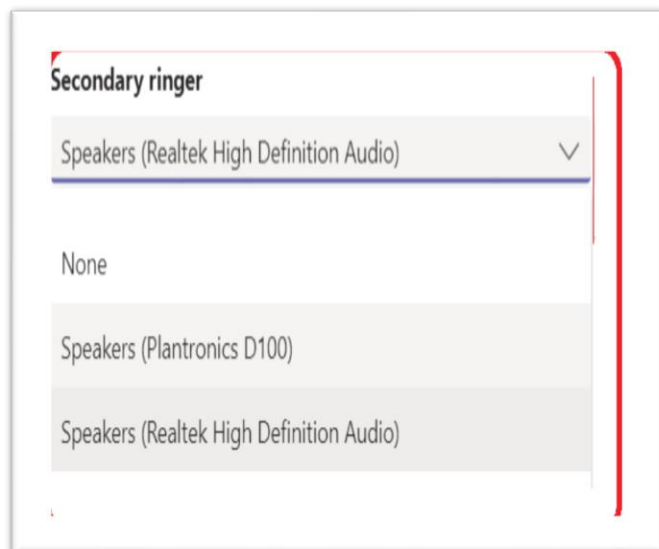 Secondary ringer
Speakers (Realtek High Definition Audio)
None
Speakers (Plantronics D100)
Speakers (Realtek High Definition Audio)